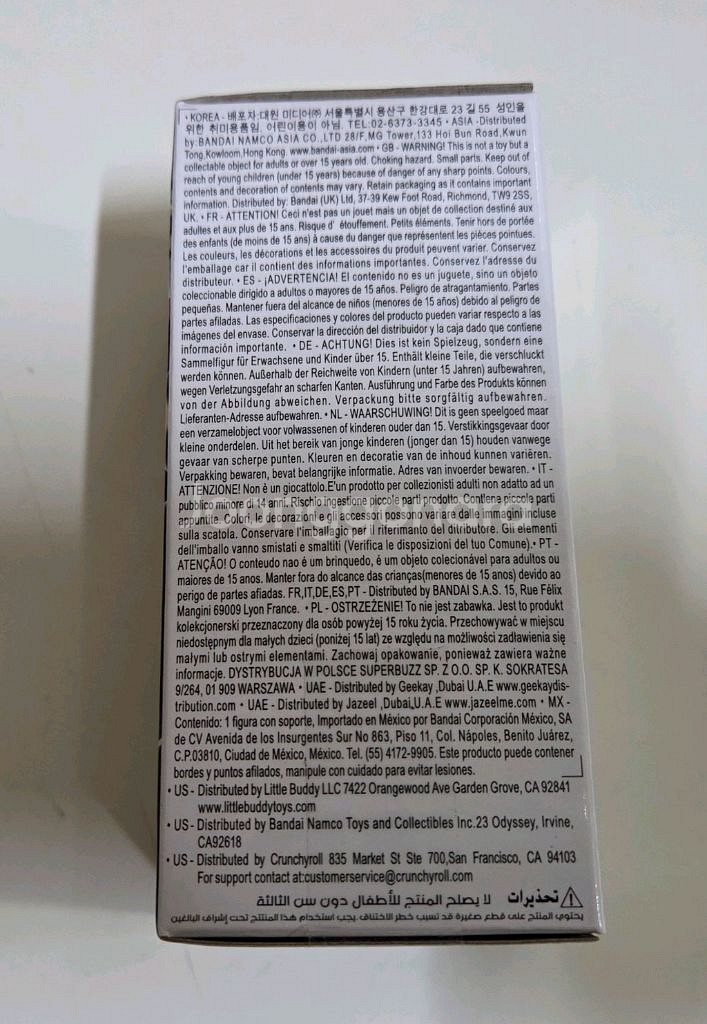 • KOREA - 배포자:대원 미디어㈜ 서울특별시 용산구 한강대로 23 길 55 성인을
위한 취미용품임, 어린이용이 아님. TEL:02-6373-3345 • ASIA -Distributed
by:BANDAI NAMCO ASIA CO.,LTD 28/F,MG Tower,133 Hoi Bun Road,Kwun
Tong,Kowloom,Hong Kong. www.bandai-asia.com • GB - WARNING! This is not a toy but a
collectable object for adults or over 15 years old. Choking hazard. Small parts. Keep out of
reach of young children (under 15 years) because of danger of any sharp points. Colours,
contents and decoration of contents may vary. Retain packaging as it contains important
information. Distributed by: Bandai (UK) Ltd, 37-39 Kew Foot Road, Richmond, TW9 2SS,
UK. • FR - ATTENTION! Ceci n'est pas un jouet mais un objet de collection destiné aux
adultes et aux plus de 15 ans. Risque d' étouffement. Petits éléments. Tenir hors de portée
des enfants (de moins de 15 ans) à cause du danger que représentent les pièces pointues.
Les couleurs, les décorations et les accessoires du produit peuvent varier. Conservez
l'emballage car il contient des informations importantes. Conservez l'adresse du
distributeur. • ES - ¡ADVERTENCIA! El contenido no es un juguete, sino un objeto
coleccionable dirigido a adultos o mayores de 15 años. Peligro de atragantamiento. Partes
pequeñas. Mantener fuera del alcance de niños (menores de 15 años) debido al peligro de
partes afiladas. Las especificaciones y colores del producto pueden variar respecto a las
imágenes del envase. Conservar la dirección del distribuidor y la caja dado que contiene
información importante. • DE - ACHTUNG! Dies ist kein Spielzeug, sondern eine
Sammelfigur für Erwachsene und Kinder über 15. Enthält kleine Teile, die verschluckt
werden können. Außerhalb der Reichweite von Kindern (unter 15 Jahren) aufbewahren,
wegen Verletzungsgefahr an scharfen Kanten. Ausführung und Farbe des Produkts können
von der Abbildung abweichen. Verpackung bitte sorgfältig aufbewahren.
Lieferanten-Adresse aufbewahren. • NL - WAARSCHUWING! Dit is geen speelgoed maar
een verzamelobject voor volwassenen of kinderen ouder dan 15. Verstikkingsgevaar door
kleine onderdelen. Uit het bereik van jonge kinderen (jonger dan 15) houden vanwege
gevaar van scherpe punten. Kleuren en decoratie van de inhoud kunnen variëren.
Verpakking bewaren, bevat belangrijke informatie. Adres van invoerder bewaren. • IT -
ATTENZIONE! Non è un giocattolo.E'un prodotto per collezionisti adulti non adatto ad un
pubblico minore di 14 anni. Rischio ingestione piccole parti prodotto. Contiene piccole parti
appuntite. Colori, le decorazioni e gli accessori possono variare dalle immagini incluse
sulla scatola. Conservare l'imballagio per il riferimanto del ditributore. Gli elementi
dell'imballo vanno smistati e smaltiti (Verifica le disposizioni del tuo Comune).• PT -
ATENÇÃO! O conteudo nao é um brinquedo, é um objeto colecionável para adultos ou
maiores de 15 anos. Manter fora do alcance das crianças(menores de 15 anos) devido ao
perigo de partes afiadas. FR,IT,DE,ES,PT - Distributed by BANDAI S.A.S. 15, Rue Félix
Mangini 69009 Lyon France. • PL - OSTRZEŻENIE! To nie jest zabawka. Jest to produkt
kolekcjonerski przeznaczony dla osób powyżej 15 roku życia. Przechowywać w miejscu
niedostępnym dla małych dzieci (poniżej 15 lat) ze względu na możliwości zadławienia się
małymi lub ostrymi elementami. Zachowaj opakowanie, ponieważ zawiera ważne
informacje. DYSTRYBUCJA W POLSCE SUPERBUZZ SP. Z O.O. SP. K. SOKRATESA
9/264, 01 909 WARSZAWA • UAE - Distributed by Geekay ,Dubai U.A.E www.geekaydis-
tribution.com • UAE - Distributed by Jazeel ,Dubai,U.A.E www.jazeelme.com • MX -
Contenido: 1 figura con soporte, Importado en México por Bandai Corporación México, SA
de CV Avenida de los Insurgentes Sur No 863, Piso 11, Col. Nápoles, Benito Juárez,
C.P.03810, Ciudad de México, México. Tel. (55) 4172-9905. Este producto puede contener
bordes y puntos afilados, manipule con cuidado para evitar lesiones.
• US - Distributed by Little Buddy LLC 7422 Orangewood Ave Garden Grove, CA 92841
www.littlebuddytoys.com
• US - Distributed by Bandai Namco Toys and Collectibles Inc.23 Odyssey, Irvine,
CA92618
• US - Distributed by Crunchyroll 835 Market St Ste 700,San Francisco, CA 94103
For support contact at:customerservice@crunchyroll.com
تحذيرات لا يصلح المنتج للأطفال دون سن الثالثة
يحتوي المنتج على قطع صغيرة قد تسبب خطر الاختناق. يجب استخدام هذا المنتج تحت إشراف البالغين